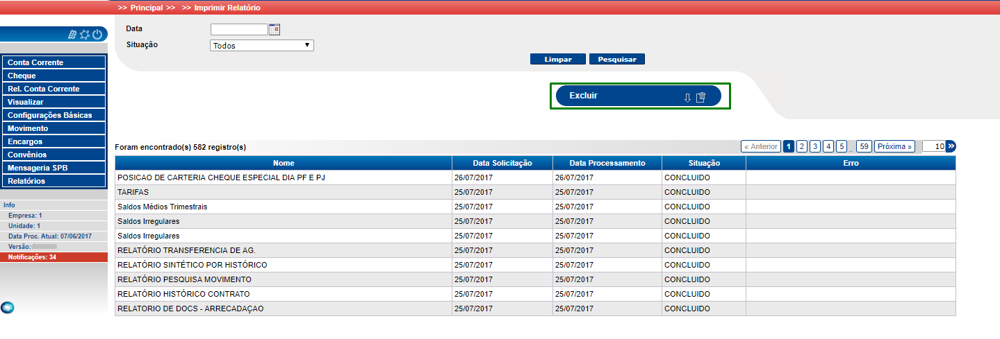 >> Principal >> >> Imprimir Relatório
Data
Situação
Todos
Limpar Pesquisar
Excluir
Conta Corrente
Cheque
Rel. Conta Corrente
Visualizar
Configurações Básicas
Movimento
Encargos
Convênios
Mensageria SPB
Relatórios
Info
Empresa: 1
Unidade: 1
Data Proc. Atual: 07/06/2017
Versão:
Notificações: 34
Foram encontrado(s) 582 registro(s) « Anterior 1 2 3 4 5 .. 59 Próxima » 10 »
Nome Data Solicitação Data Processamento Situação Erro
POSICAO DE CARTERIA CHEQUE ESPECIAL DIA PF E PJ 26/07/2017 26/07/2017 CONCLUIDO
TARIFAS 25/07/2017 25/07/2017 CONCLUIDO
Saldos Médios Trimestrais 25/07/2017 25/07/2017 CONCLUIDO
Saldos Irregulares 25/07/2017 25/07/2017 CONCLUIDO
Saldos Irregulares 25/07/2017 25/07/2017 CONCLUIDO
RELATÓRIO TRANSFERENCIA DE AG. 25/07/2017 25/07/2017 CONCLUIDO
RELATÓRIO SINTÉTICO POR HISTÓRICO 25/07/2017 25/07/2017 CONCLUIDO
RELATÓRIO PESQUISA MOVIMENTO 25/07/2017 25/07/2017 CONCLUIDO
RELATÓRIO HISTÓRICO CONTRATO 25/07/2017 25/07/2017 CONCLUIDO
RELATORIO DE DOCS - ARRECADAÇAO 25/07/2017 25/07/2017 CONCLUIDO